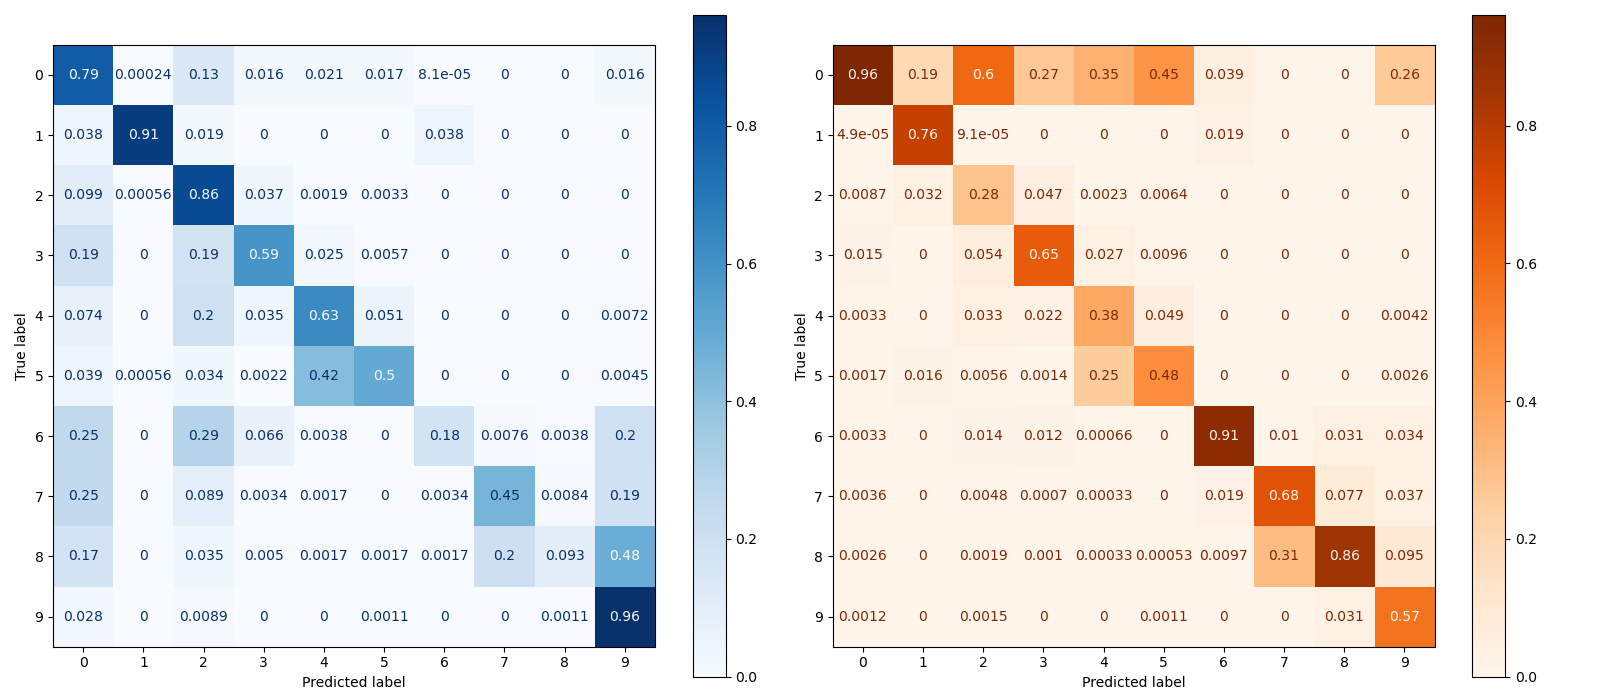 0 0.79 0.00024 0.13 0.016 0.021 0.017 8.1e-05 0 0 0.016
1 0.038 0.91 0.019 0 0 0 0.038 0 0 0
2 0.099 0.00056 0.86 0.037 0.0019 0.0033 0 0 0 0
3 0.19 0 0.19 0.59 0.025 0.0057 0 0 0 0
4 0.074 0 0.2 0.035 0.63 0.051 0 0 0 0.0072
5 0.039 0.00056 0.034 0.0022 0.42 0.5 0 0 0 0.0045
6 0.25 0 0.29 0.066 0.0038 0 0.18 0.0076 0.0038 0.2
7 0.25 0 0.089 0.0034 0.0017 0 0.0034 0.45 0.0084 0.19
8 0.17 0 0.035 0.005 0.0017 0.0017 0.0017 0.2 0.093 0.48
9 0.028 0 0.0089 0 0 0.0011 0 0 0.0011 0.96
0 1 2 3 4 5 6 7 8 9
Predicted label
True label
0.8
0.6
0.4
0.2
0.0
0 0.96 0.19 0.6 0.27 0.35 0.45 0.039 0 0 0.26
1 4.9e-05 0.76 9.1e-05 0 0 0 0.019 0 0 0
2 0.0087 0.032 0.28 0.047 0.0023 0.0064 0 0 0 0
3 0.015 0 0.054 0.65 0.027 0.0096 0 0 0 0
4 0.0033 0 0.033 0.022 0.38 0.049 0 0 0 0.0042
5 0.0017 0.016 0.0056 0.0014 0.25 0.48 0 0 0 0.0026
6 0.0033 0 0.014 0.012 0.00066 0 0.91 0.01 0.031 0.034
7 0.0036 0 0.0048 0.0007 0.00033 0 0.019 0.68 0.077 0.037
8 0.0026 0 0.0019 0.001 0.00033 0.00053 0.0097 0.31 0.86 0.095
9 0.0012 0 0.0015 0 0 0.0011 0 0 0.031 0.57
0 1 2 3 4 5 6 7 8 9
Predicted label
True label
0.8
0.6
0.4
0.2
0.0